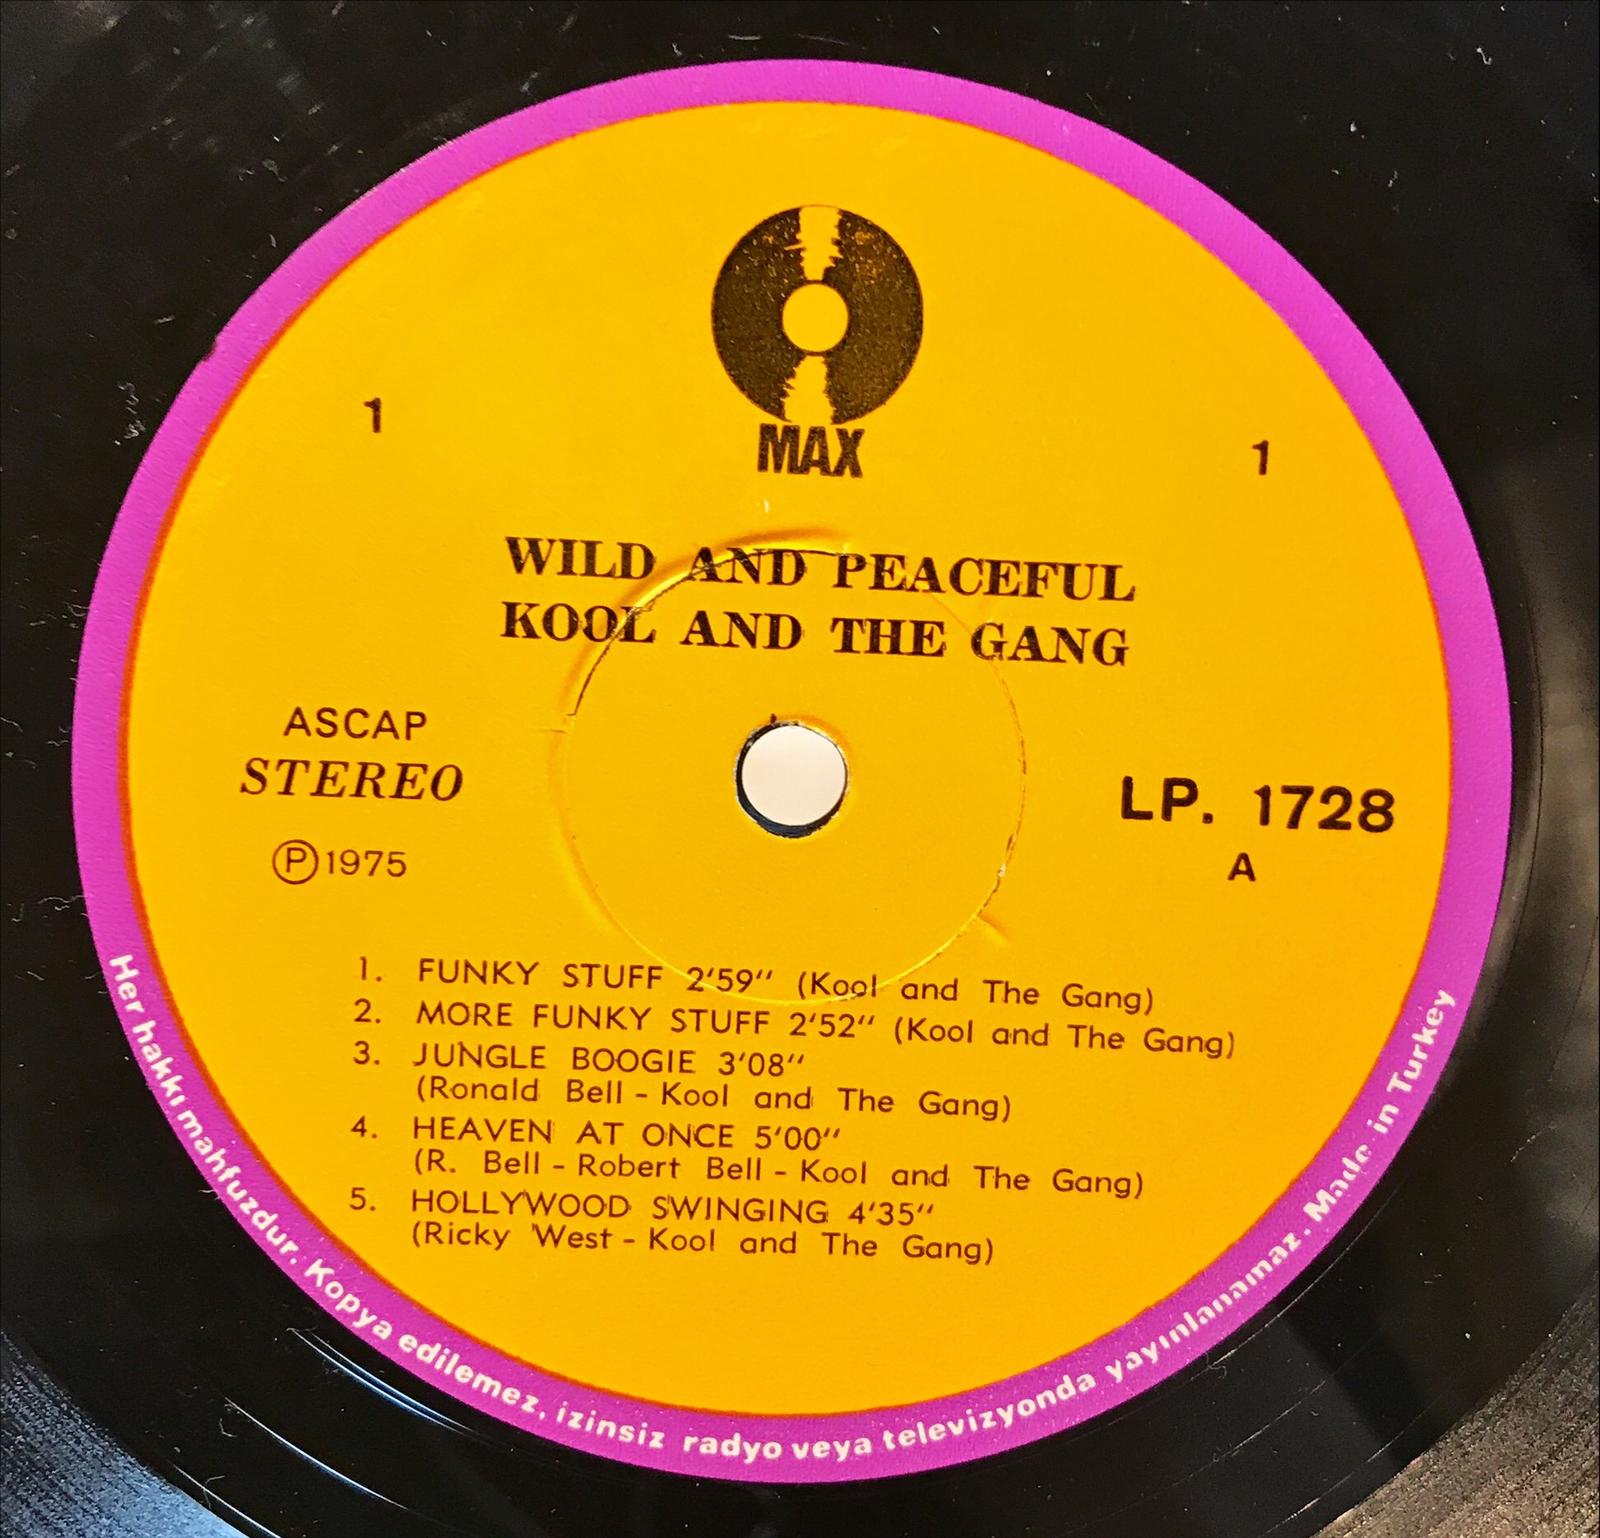 MAX
1
1
WILD AND PEACEFUL
KOOL AND THE GANG
ASCAP
STEREO
Ⓟ1975
LP. 1728
A
1. FUNKY STUFF 2'59'' (Kool and The Gang)
2. MORE FUNKY STUFF 2'52'' (Kool and The Gang)
3. JUNGLE BOOGIE 3'08''
(Ronald Bell - Kool and The Gang)
4. HEAVEN AT ONCE 5'00''
(R. Bell - Robert Bell - Kool and The Gang)
5. HOLLYWOOD SWINGING 4'35''
(Ricky West - Kool and The Gang)
Her hakkı mahfuzdur. Kopya edilemez, izinsiz radyo veya televizyonda yayınlanamaz. Made in Turkey